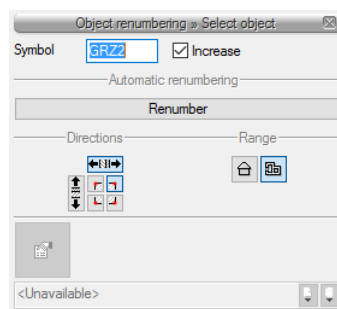 Object renumbering » Select object
Symbol GRZ2 Increase
Automatic renumbering
Renumber
Directions Range
<Unavailable>